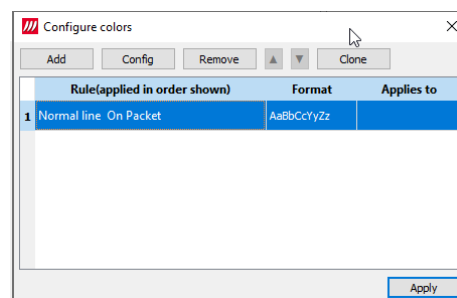 Configure colors
Add Config Remove Clone
Rule(applied in order shown) Format Applies to
1 Normal line On Packet AaBbCcYyZz
Apply